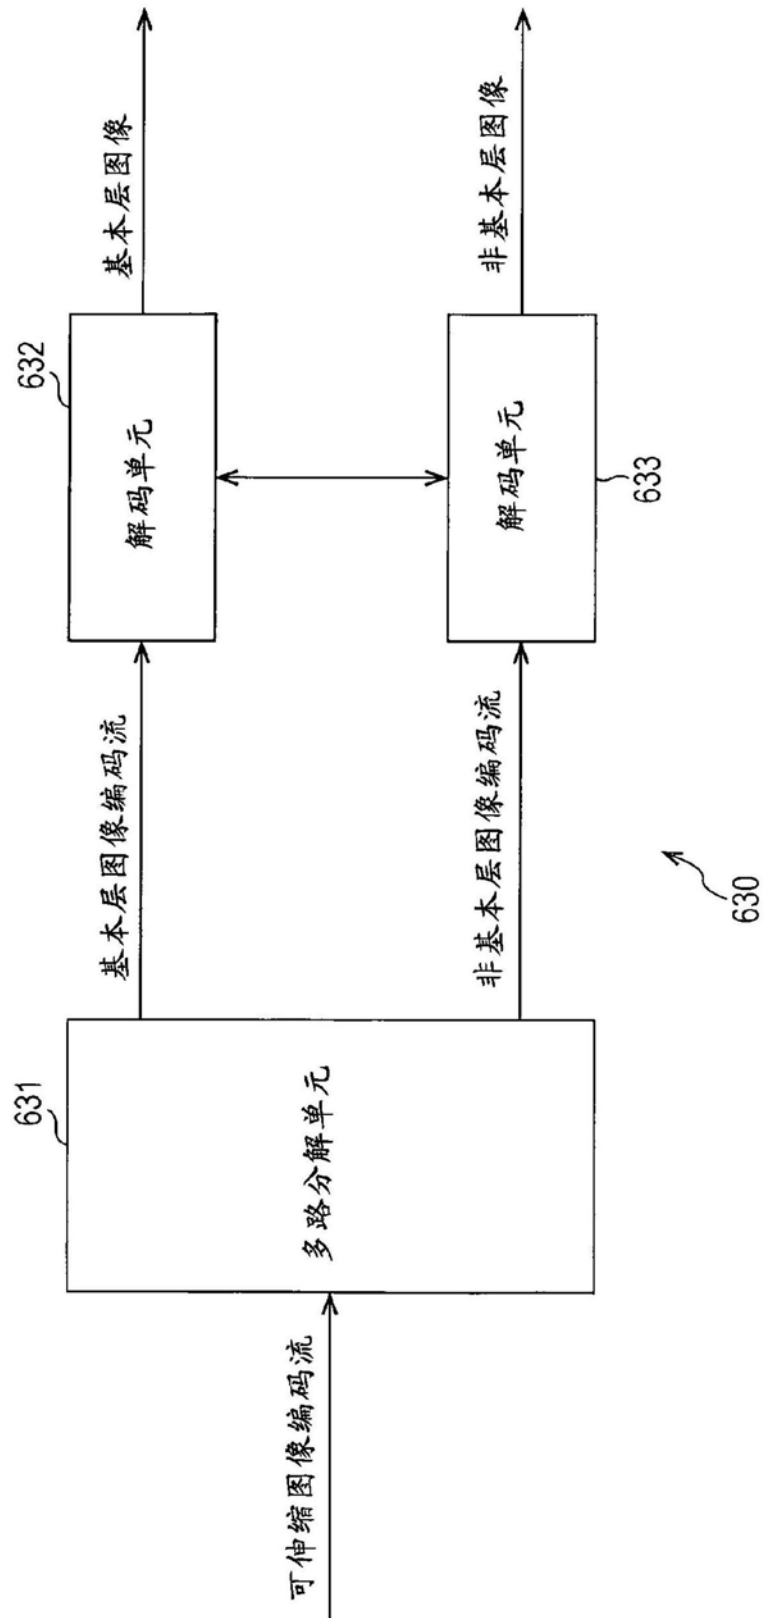 可伸缩图像编码流
631
多路分解单元
基本层图像编码流
632
解码单元
基本层图像
非基本层图像编码流
解码单元
633
非基本层图像
630